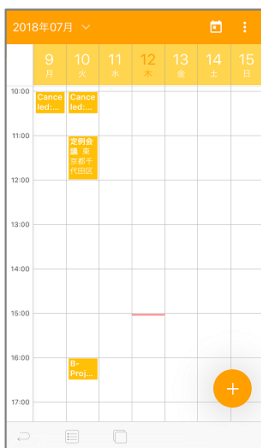 2018年07月
9 10 11 12 13 14 15
月 火 水 木 金 土 日
10:00
Cance Cance
led:... led:...
11:00
定例会
議 東
京都千
代田区
12:00
13:00
14:00
15:00
16:00
B-
Proj...
17:00